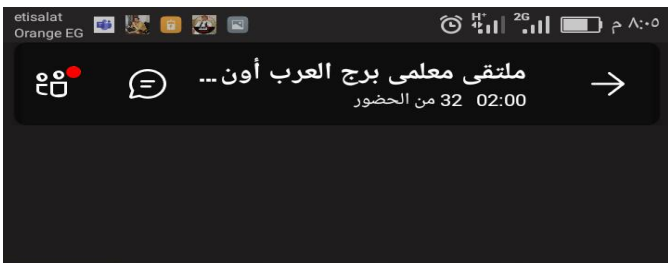 etisalat
Orange EG
H+ 2G ٨:٠٥ م
ملتقى معلمى برج العرب أون...
02:00 32 من الحضور